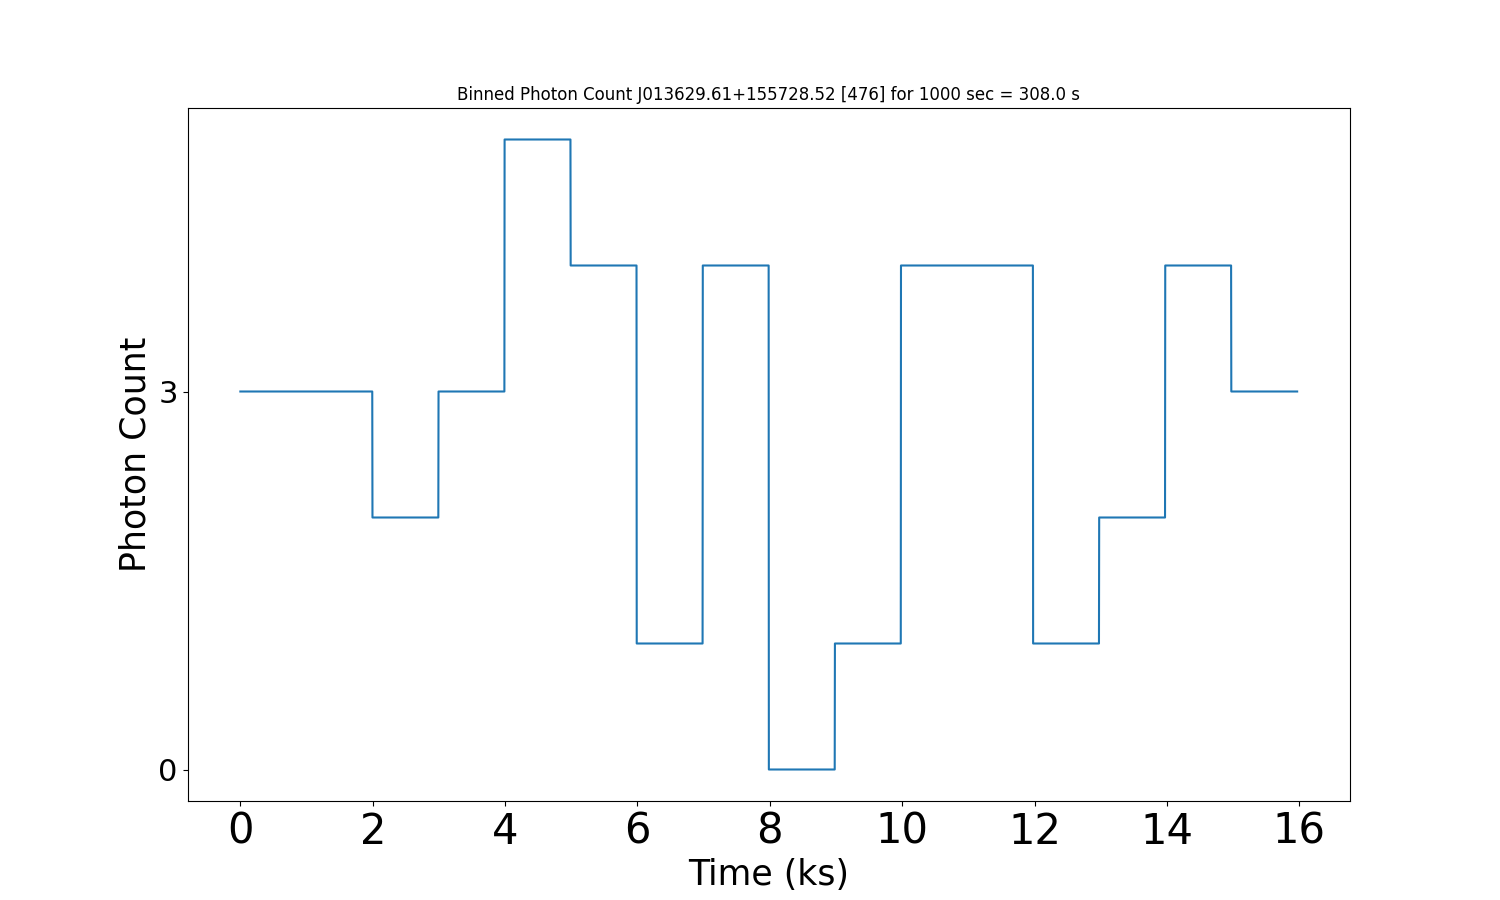 Binned Photon Count J013629.61+155728.52 [476] for 1000 sec = 308.0 s
Photon Count
3
0
0 2 4 6 8 10 12 14 16
Time (ks)